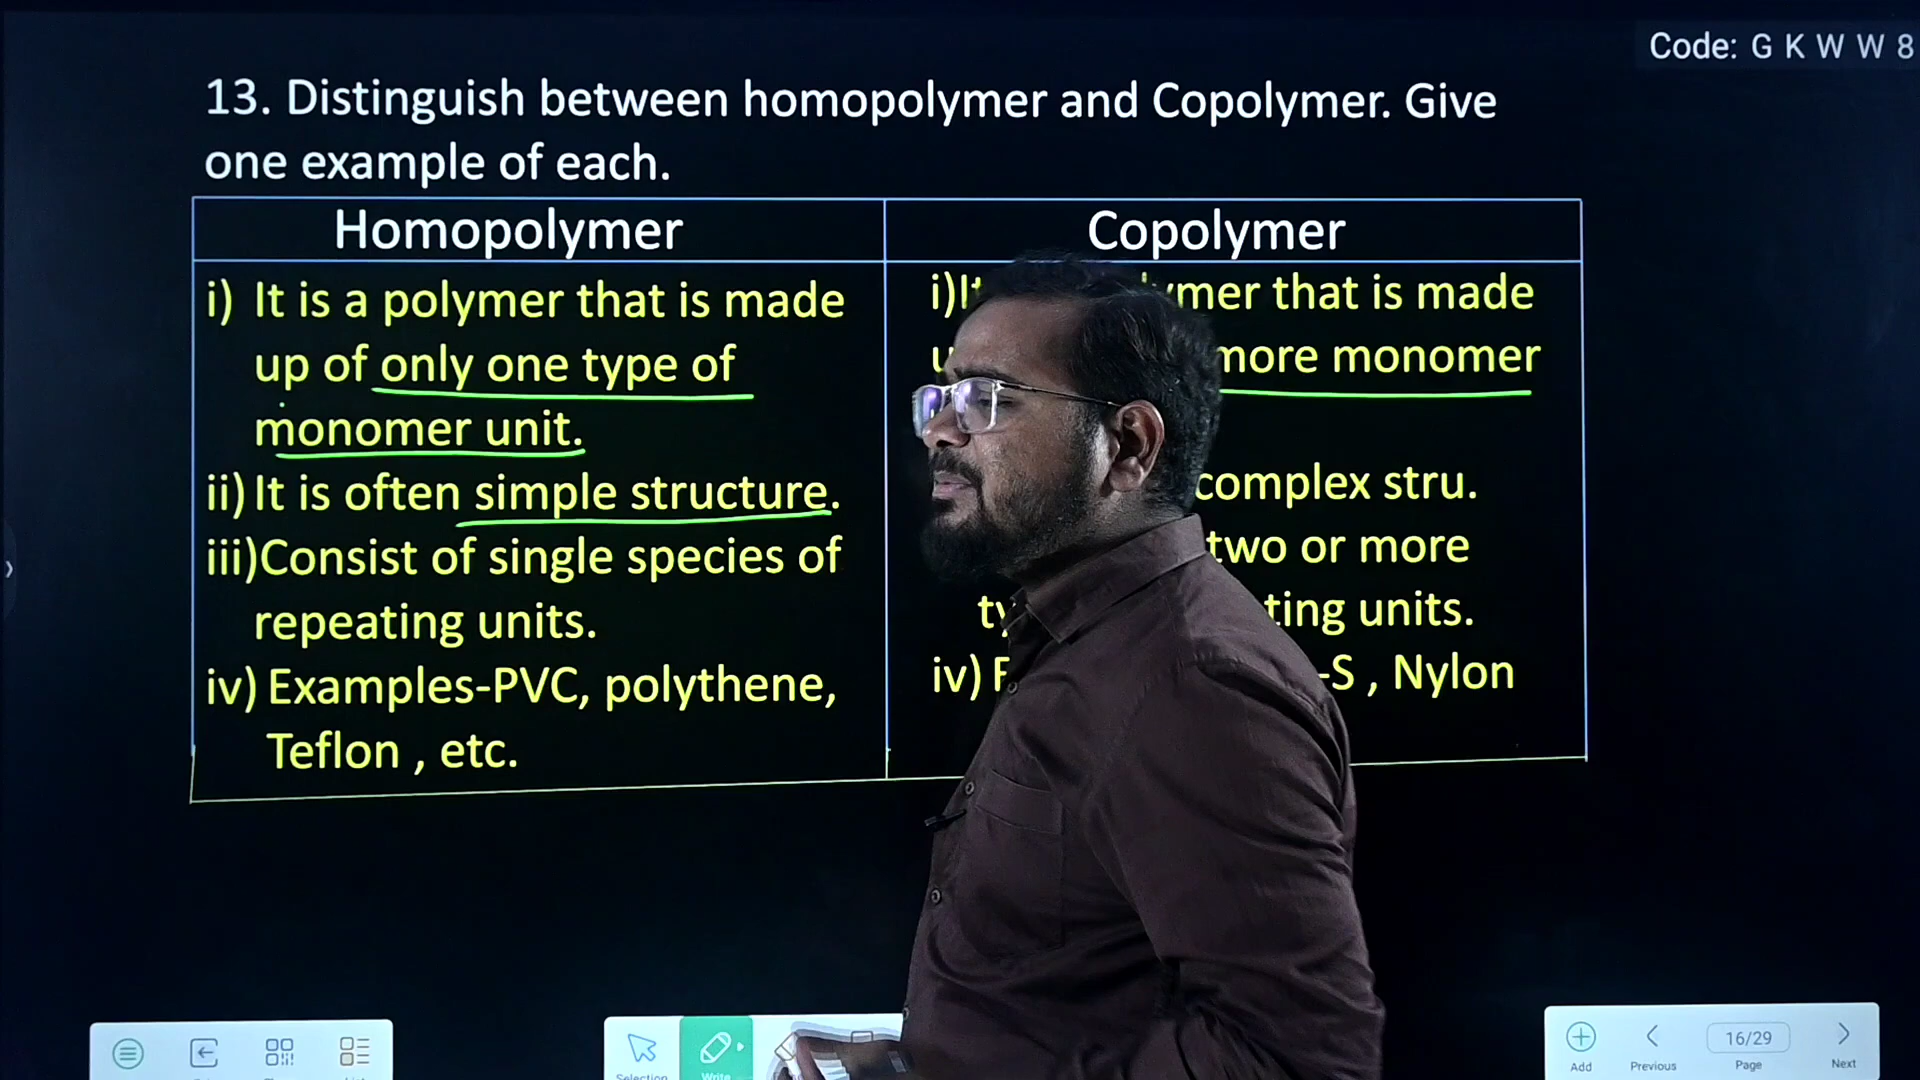 Code: G K W W 8
13. Distinguish between homopolymer and Copolymer. Give
one example of each.
Homopolymer
Copolymer
i) It is a polymer that is made
up of only one type of
monomer unit.
ii) It is often simple structure.
iii)Consist of single species of
repeating units.
iv) Examples-PVC, polythene,
Teflon , etc.
i) that is made
more monomer
complex stru.
two or more
units.
iv) -S , Nylon
Selection
Write
Add
Previous
16/29
Page
Next